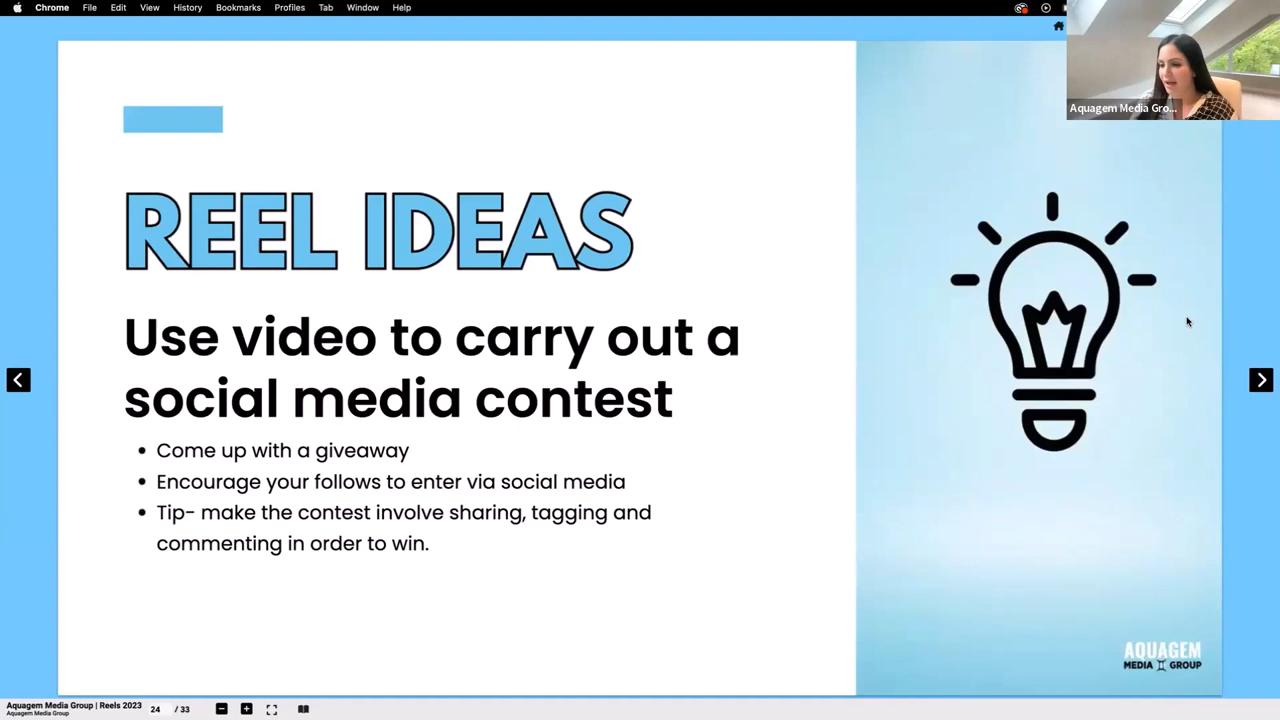 Chrome File Edit View History Bookmarks Profiles Tab Window Help
Aquagem Media Gro...
REEL IDEAS
Use video to carry out a
social media contest
• Come up with a giveaway
• Encourage your follows to enter via social media
• Tip- make the contest involve sharing, tagging and
commenting in order to win.
AQUAGEM
MEDIA GROUP
Aquagem Media Group | Reels 2023
Aquagem Media Group
24 / 33